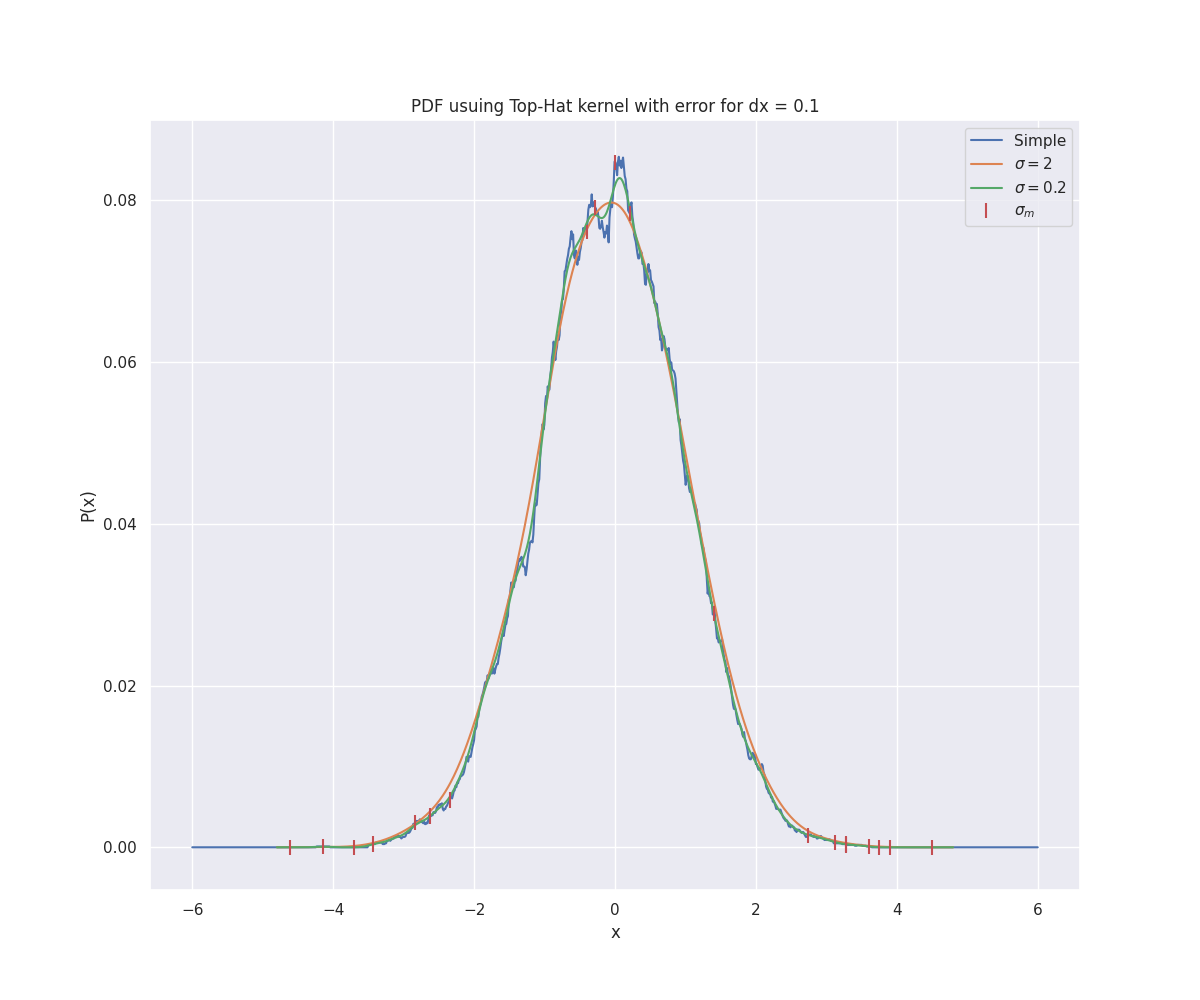 PDF usuing Top-Hat kernel with error for dx = 0.1
Simple
σ = 2
σ = 0.2
σₘ
P(x)
0.08
0.06
0.04
0.02
0.00
−6 −4 −2 0 2 4 6
x